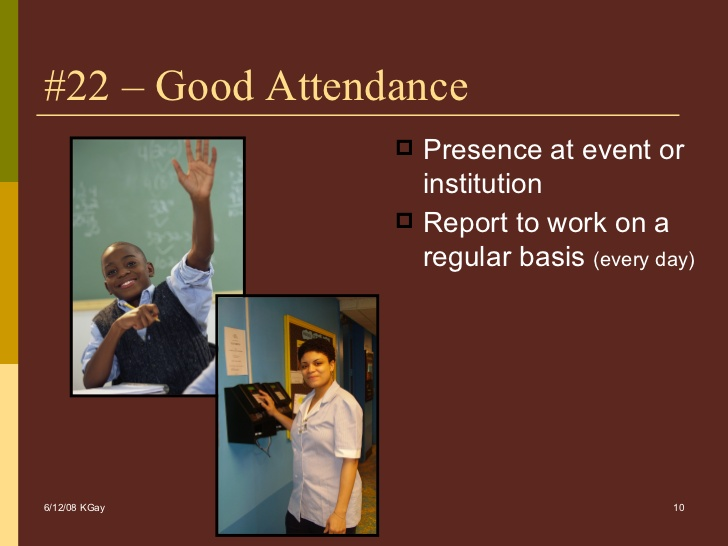 #22 – Good Attendance
Presence at event or
institution
Report to work on a
regular basis (every day)
6/12/08 KGay
10